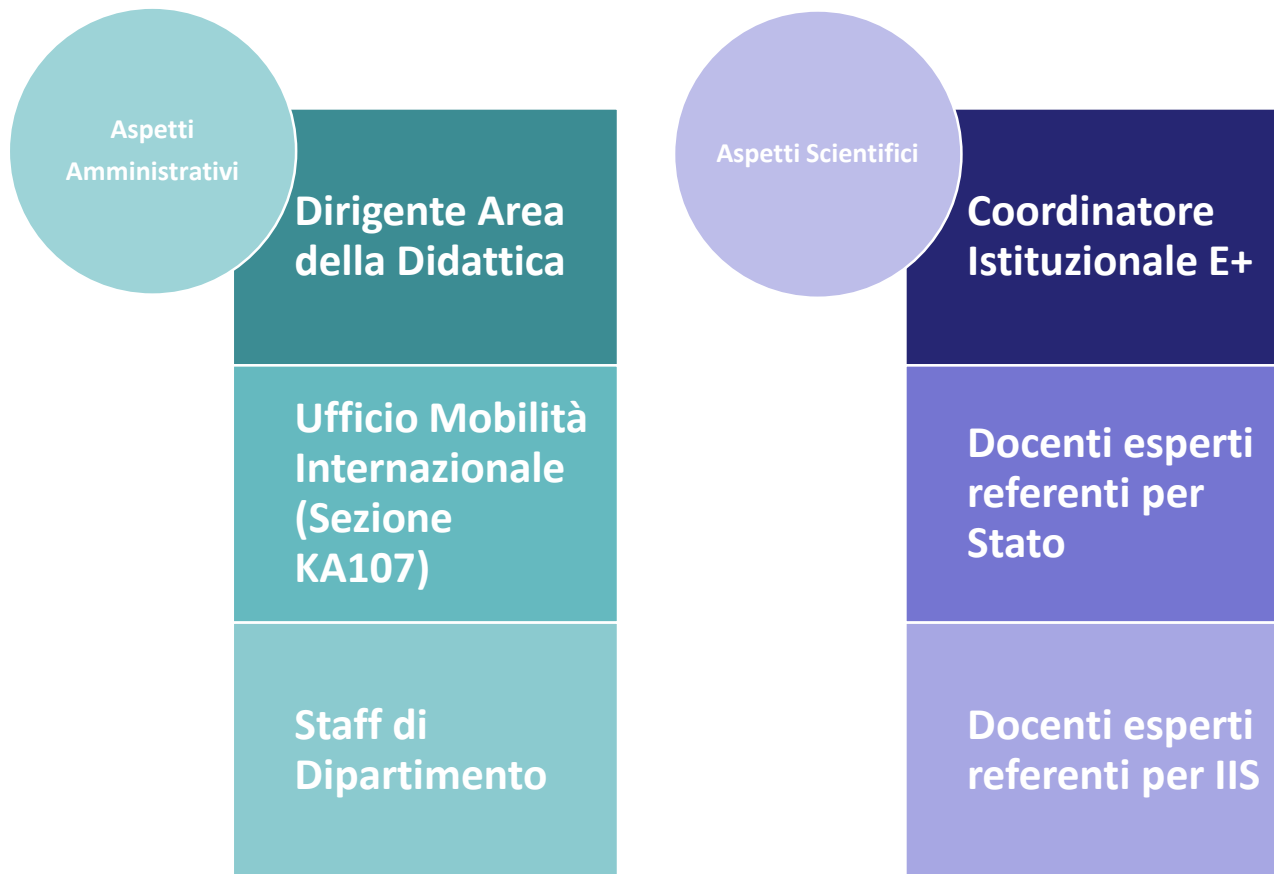 Aspetti
Amministrativi
Dirigente Area
della Didattica
Ufficio Mobilità
Internazionale
(Sezione
KA107)
Staff di
Dipartimento
Aspetti Scientifici
Coordinatore
Istituzionale E+
Docenti esperti
referenti per
Stato
Docenti esperti
referenti per IIS